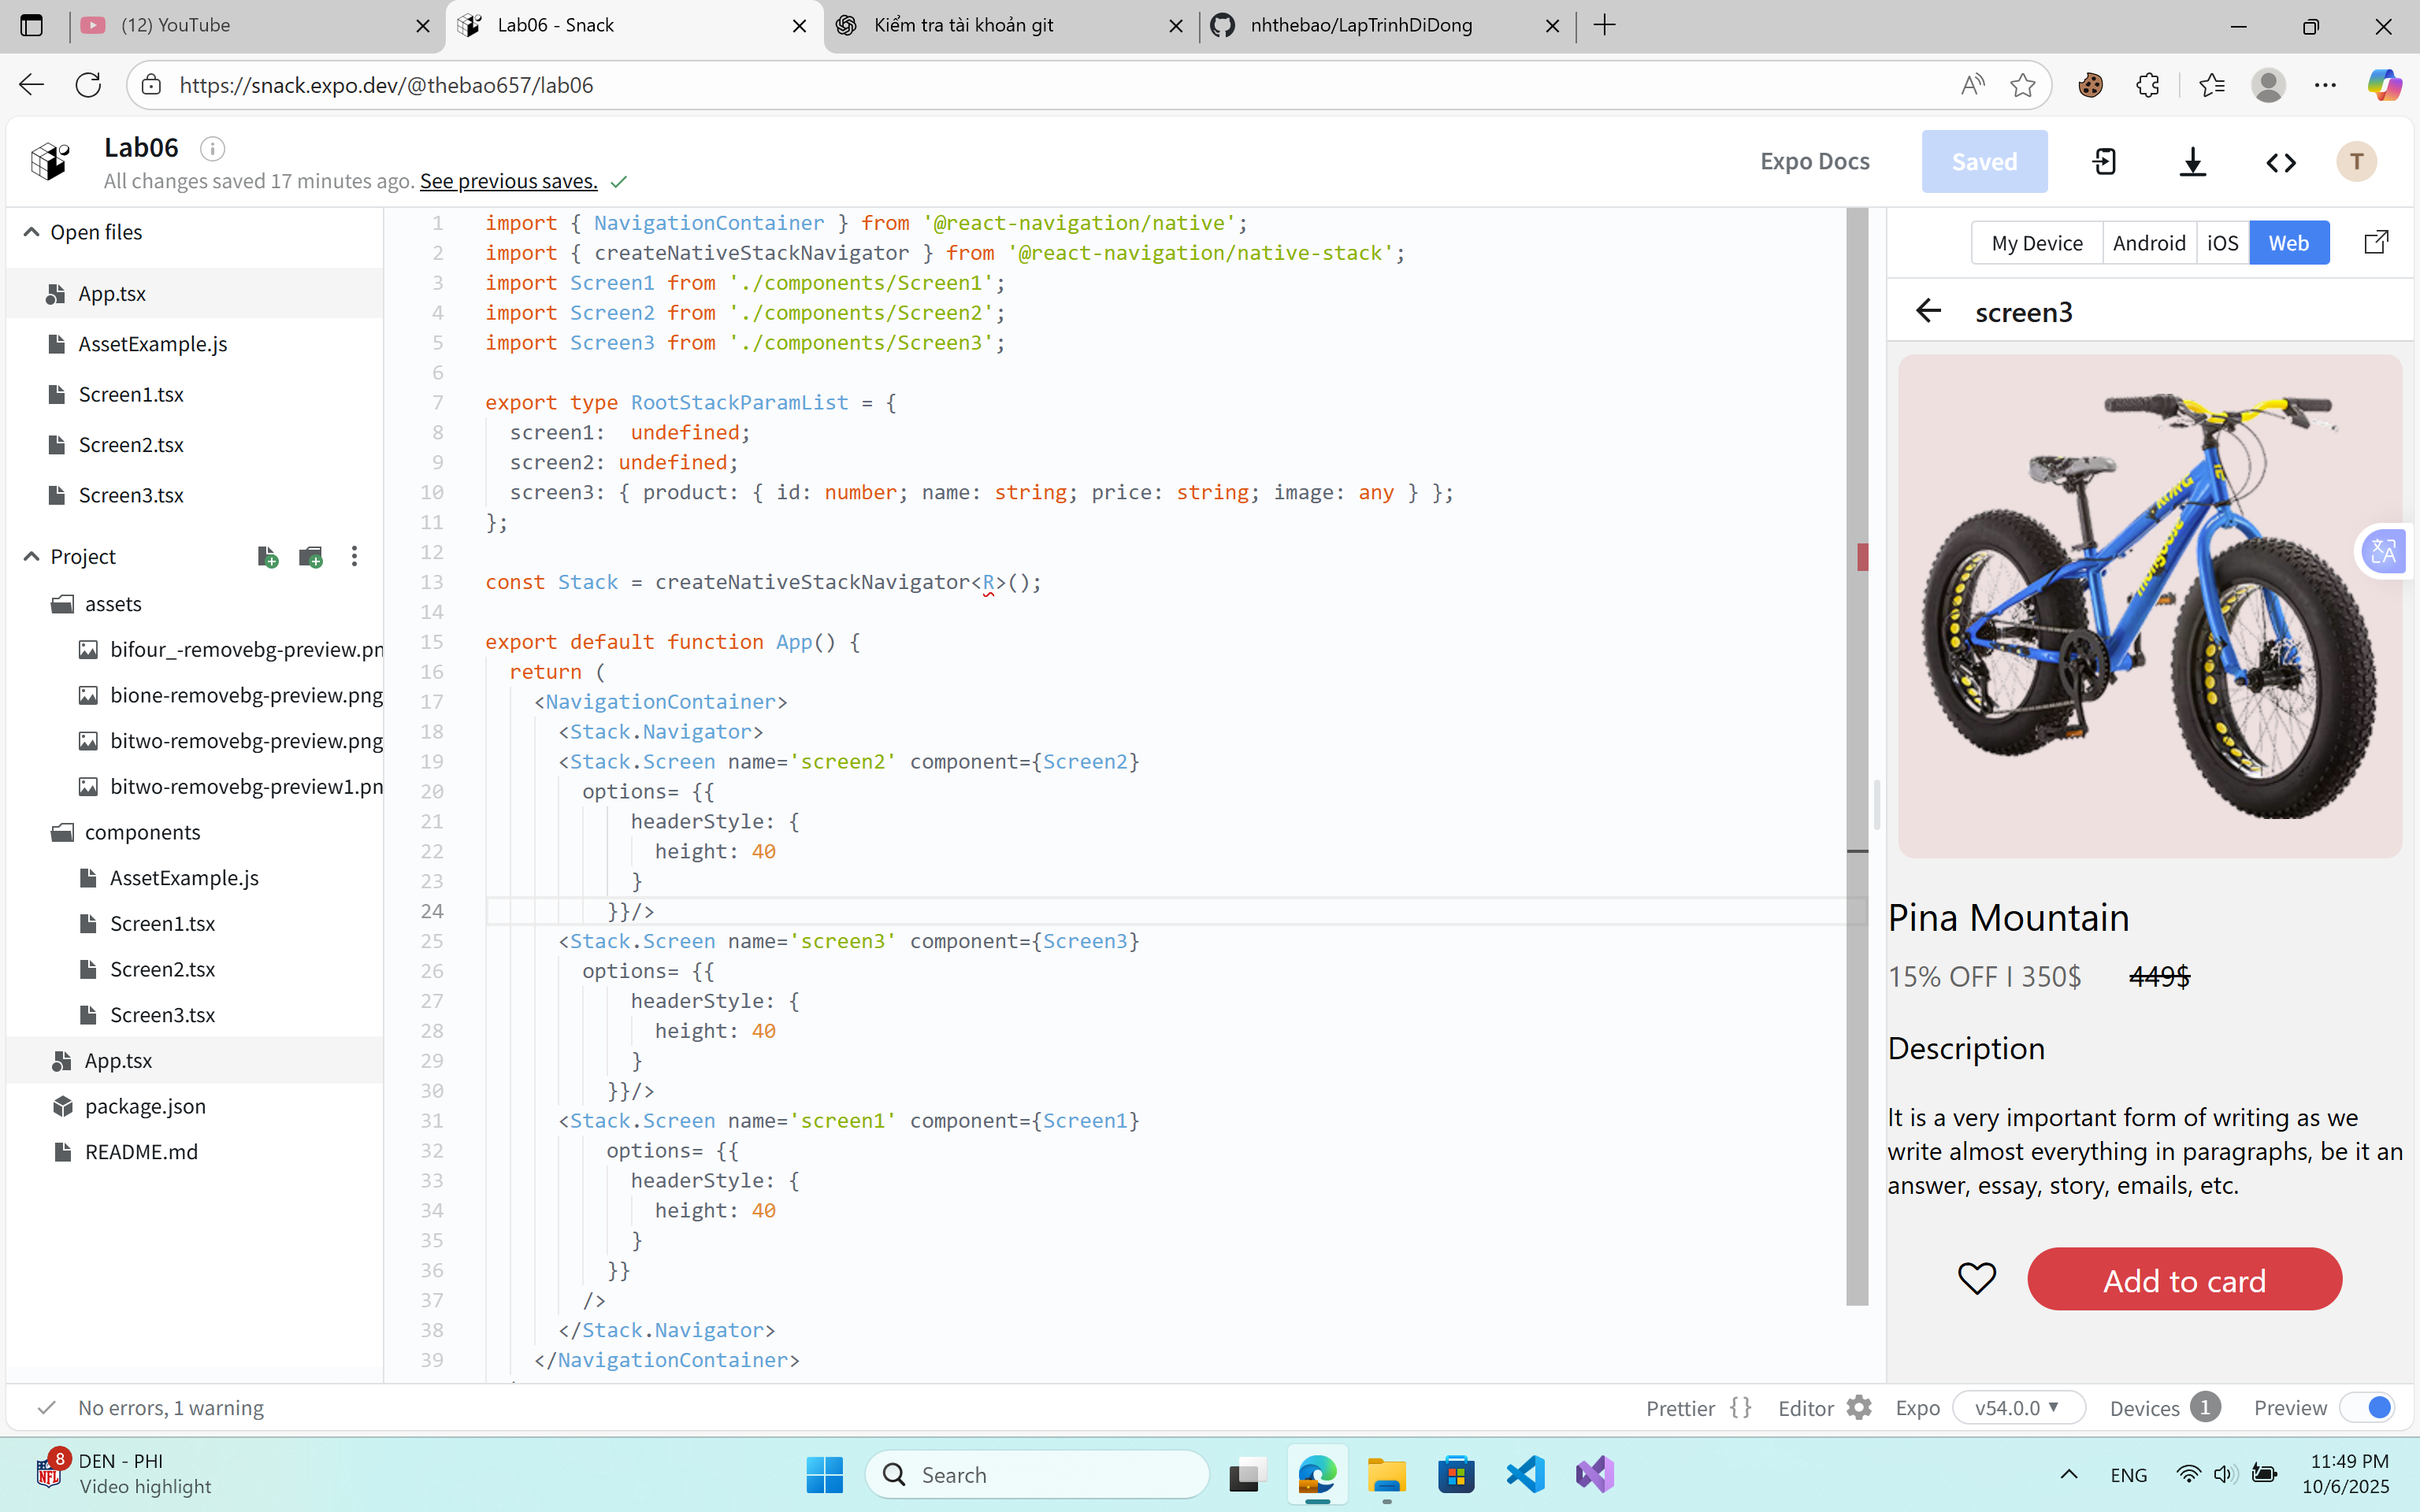 (12) YouTube
Lab06 - Snack
Kiểm tra tài khoản git
nhthebao/LapTrinhDiDong
https://snack.expo.dev/@thebao657/lab06
Lab06
All changes saved 17 minutes ago. See previous saves.
Expo Docs
Saved
T
Open files
App.tsx
AssetExample.js
Screen1.tsx
Screen2.tsx
Screen3.tsx
Project
assets
bifour_-removebg-preview.pn
bione-removebg-preview.png
bitwo-removebg-preview.png
bitwo-removebg-preview1.pn
components
AssetExample.js
Screen1.tsx
Screen2.tsx
Screen3.tsx
App.tsx
package.json
README.md
1 import { NavigationContainer } from '@react-navigation/native';
2 import { createNativeStackNavigator } from '@react-navigation/native-stack';
3 import Screen1 from './components/Screen1';
4 import Screen2 from './components/Screen2';
5 import Screen3 from './components/Screen3';
6
7 export type RootStackParamList = {
8 screen1:  undefined;
9 screen2: undefined;
10 screen3: { product: { id: number; name: string; price: string; image: any } };
11 };
12
13 const Stack = createNativeStackNavigator<R>();
14
15 export default function App() {
16 return (
17 <NavigationContainer>
18 <Stack.Navigator>
19 <Stack.Screen name='screen2' component={Screen2}
20 options= {{
21 headerStyle: {
22 height: 40
23 }
24 }}/>
25 <Stack.Screen name='screen3' component={Screen3}
26 options= {{
27 headerStyle: {
28 height: 40
29 }
30 }}/>
31 <Stack.Screen name='screen1' component={Screen1}
32 options= {{
33 headerStyle: {
34 height: 40
35 }
36 }}
37 />
38 </Stack.Navigator>
39 </NavigationContainer>
My Device
Android
iOS
Web
screen3
Pina Mountain
15% OFF I 350$ 449$
Description
It is a very important form of writing as we
write almost everything in paragraphs, be it an
answer, essay, story, emails, etc.
Add to card
No errors, 1 warning
Prettier {}
Editor
Expo v54.0.0
Devices 1
Preview
8
DEN - PHI
Video highlight
Search
ENG
11:49 PM
10/6/2025